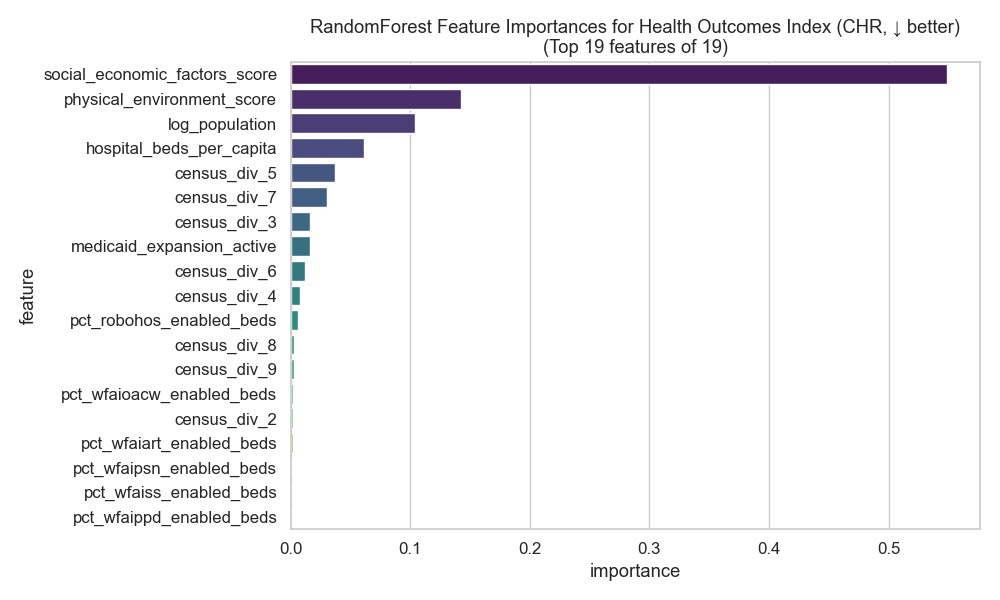 RandomForest Feature Importances for Health Outcomes Index (CHR, ↓ better)
(Top 19 features of 19)
social_economic_factors_score
physical_environment_score
log_population
hospital_beds_per_capita
census_div_5
census_div_7
census_div_3
medicaid_expansion_active
census_div_6
census_div_4
pct_robohos_enabled_beds
census_div_8
census_div_9
pct_wfaioacw_enabled_beds
census_div_2
pct_wfaiart_enabled_beds
pct_wfaipsn_enabled_beds
pct_wfaiss_enabled_beds
pct_wfaippd_enabled_beds
feature
0.0 0.1 0.2 0.3 0.4 0.5
importance